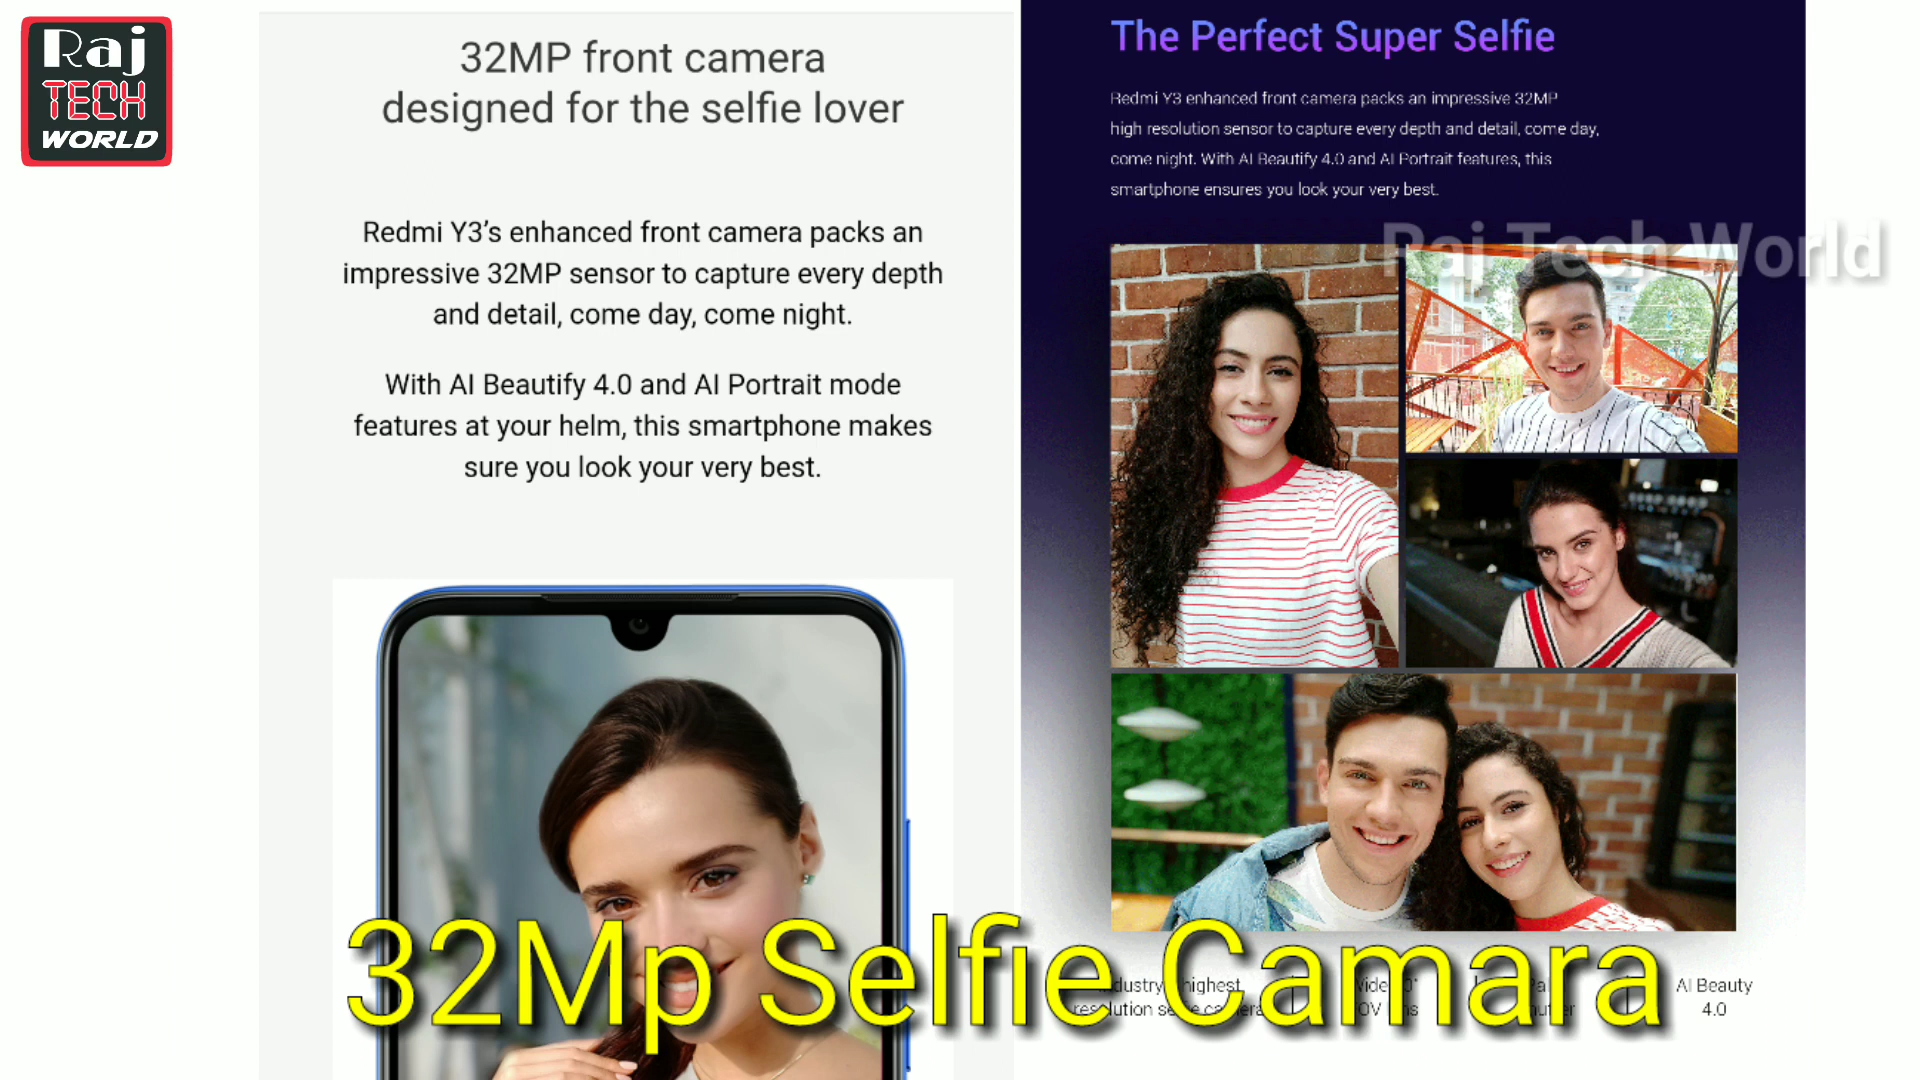 Raj
TECH
WORLD
32MP front camera
designed for the selfie lover
Redmi Y3’s enhanced front camera packs an
impressive 32MP sensor to capture every depth
and detail, come day, come night.
With AI Beautify 4.0 and AI Portrait mode
features at your helm, this smartphone makes
sure you look your very best.
The Perfect Super Selfie
Redmi Y3 enhanced front camera packs an impressive 32MP
high resolution sensor to capture every depth and detail, come day,
come night. With AI Beautify 4.0 and AI Portrait features, this
smartphone ensures you look your very best.
Raj Tech World
32Mp Selfie Camara
highest
AI Beauty
4.0